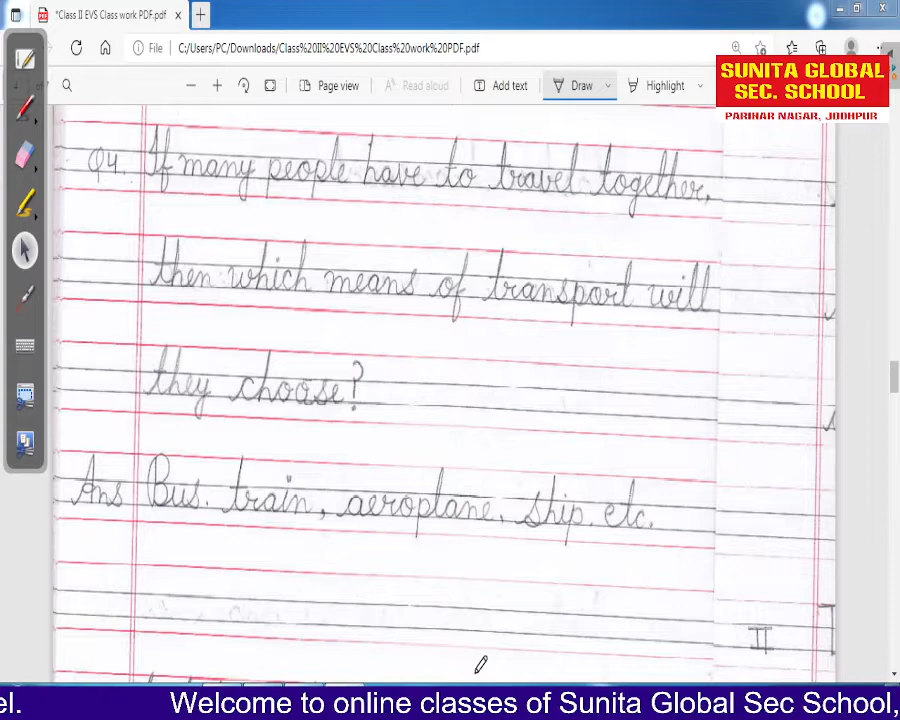 *Class II EVS Class work PDF.pdf
File C:/Users/PC/Downloads/Class%20II%20EVS%20Class%20work%20PDF.pdf
Page view Read aloud Add text Draw Highlight
SUNITA GLOBAL
SEC. SCHOOL
PARIHAR NAGAR, JODHPUR
Q4. If many people have to travel together,
then which means of transport will
they choose?
Ans Bus. train, aeroplane, ship. etc.
II
el. Welcome to online classes of Sunita Global Sec School,